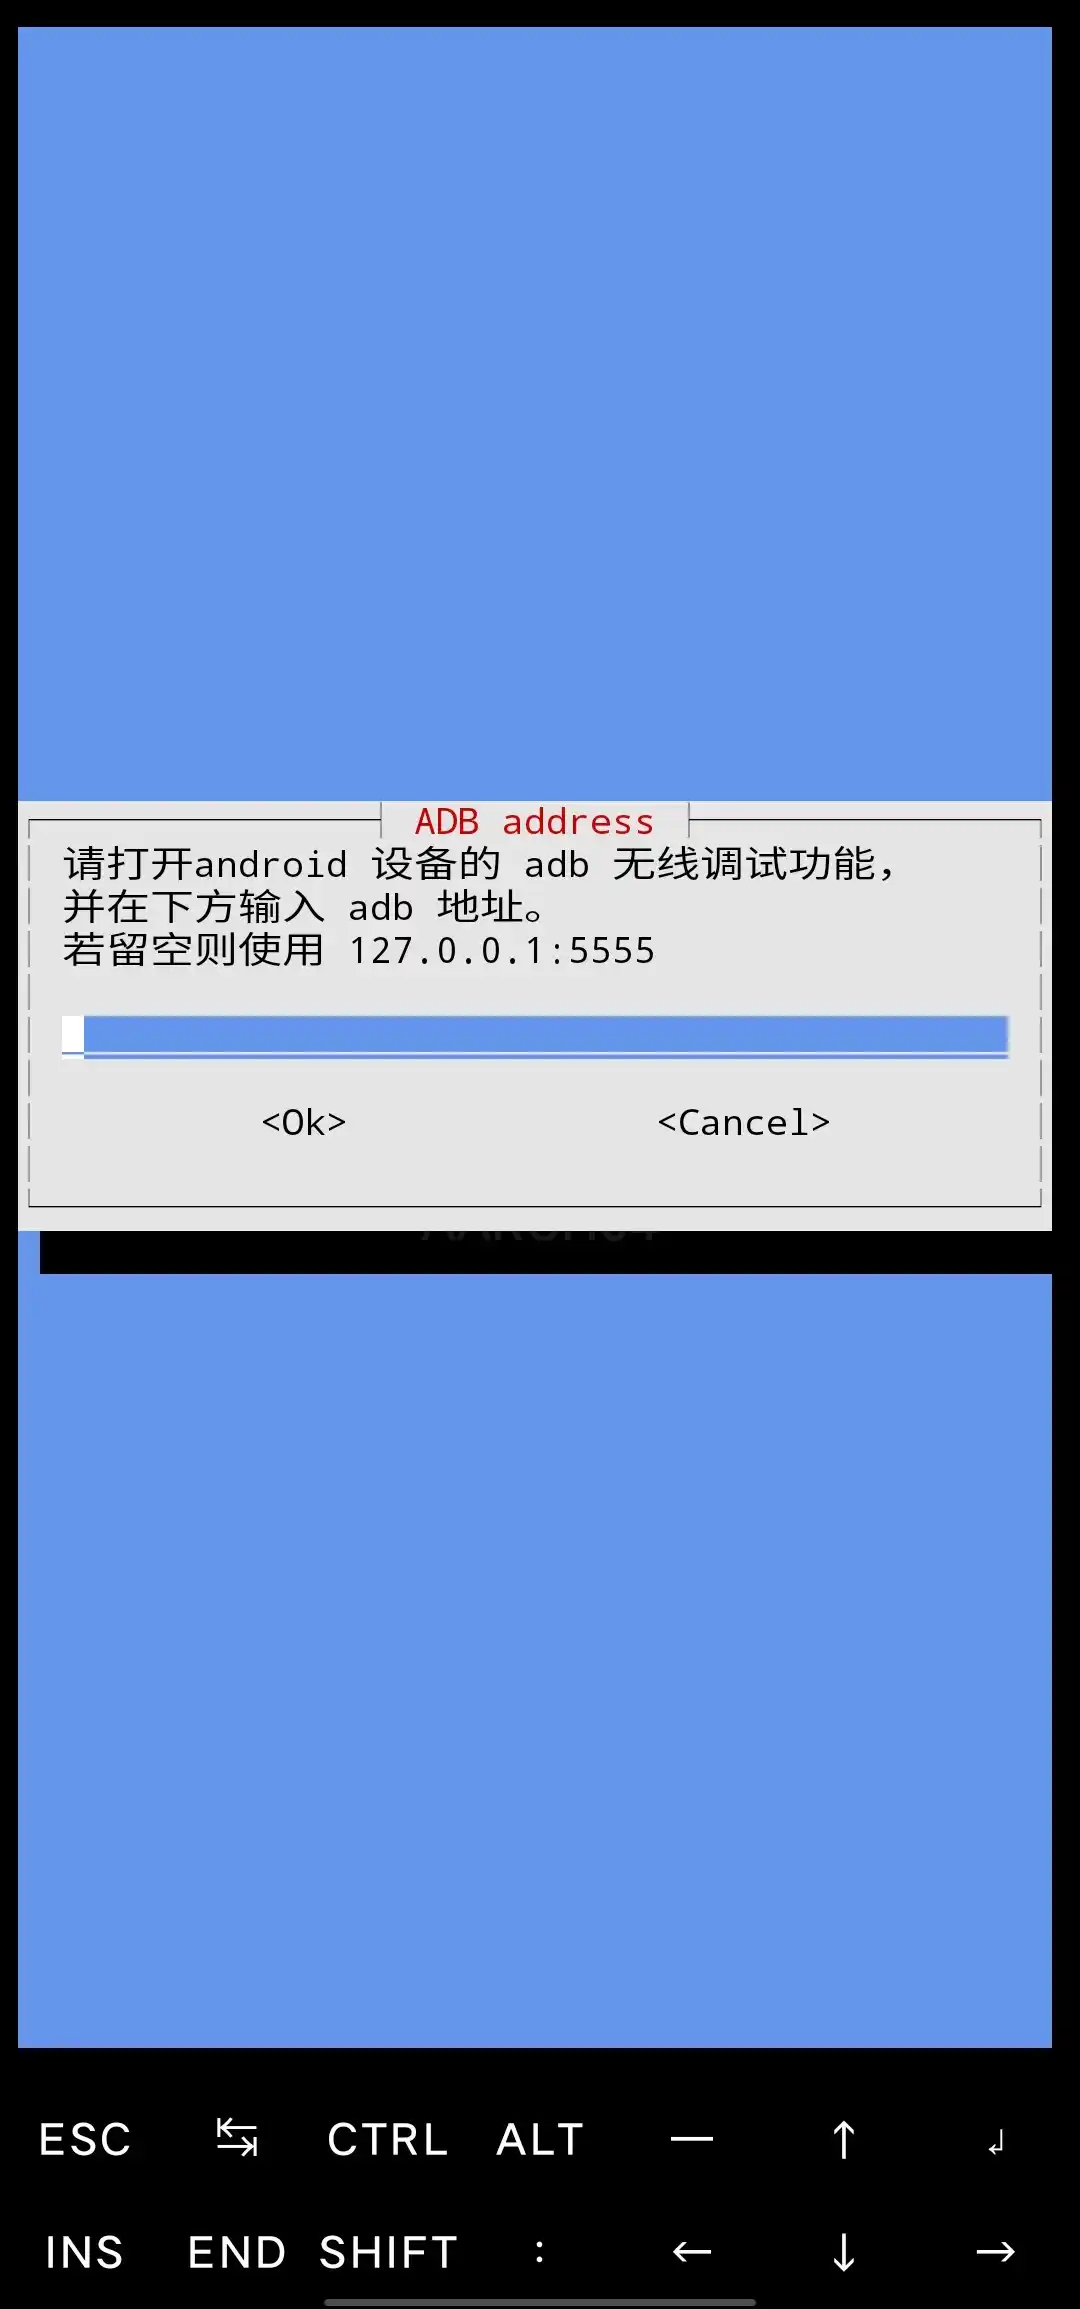 ADB address
请打开android 设备的 adb 无线调试功能，
并在下方输入 adb 地址。
若留空则使用 127.0.0.1:5555
<Ok> <Cancel>
ESC ↹ CTRL ALT — ↑ ↲
INS END SHIFT : ← ↓ →